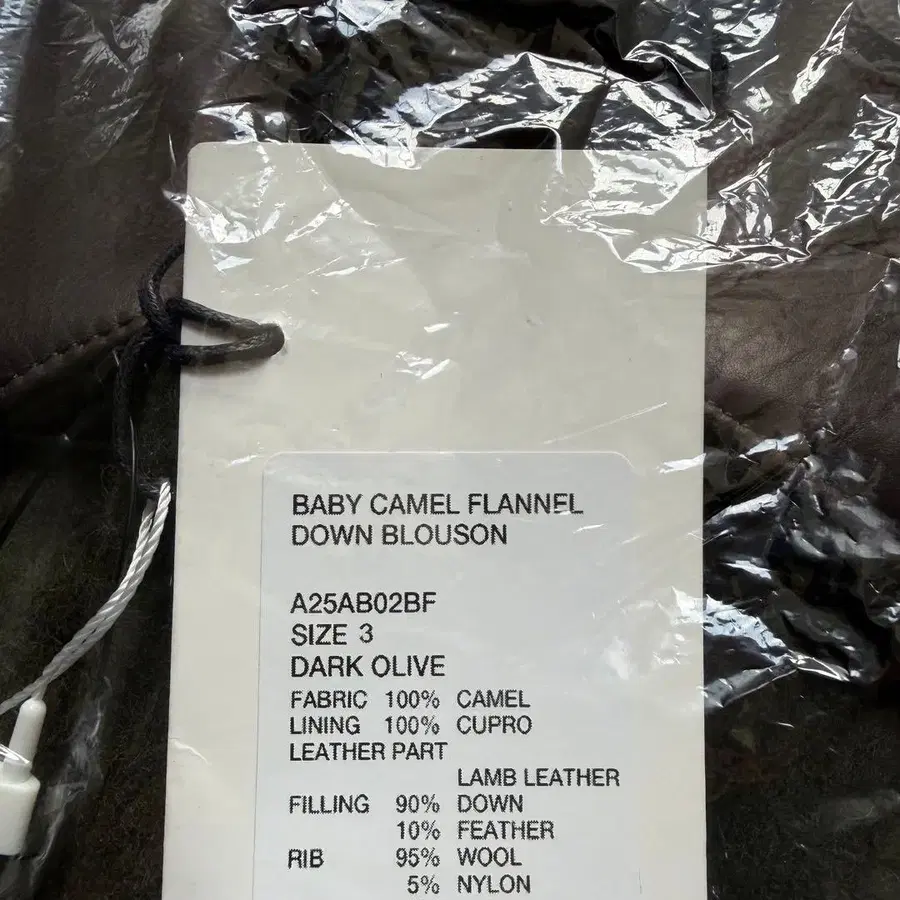 BABY CAMEL FLANNEL
DOWN BLOUSON
A25AB02BF
SIZE 3
DARK OLIVE
FABRIC 100% CAMEL
LINING 100% CUPRO
LEATHER PART
LAMB LEATHER
FILLING 90% DOWN
10% FEATHER
RIB 95% WOOL
5% NYLON